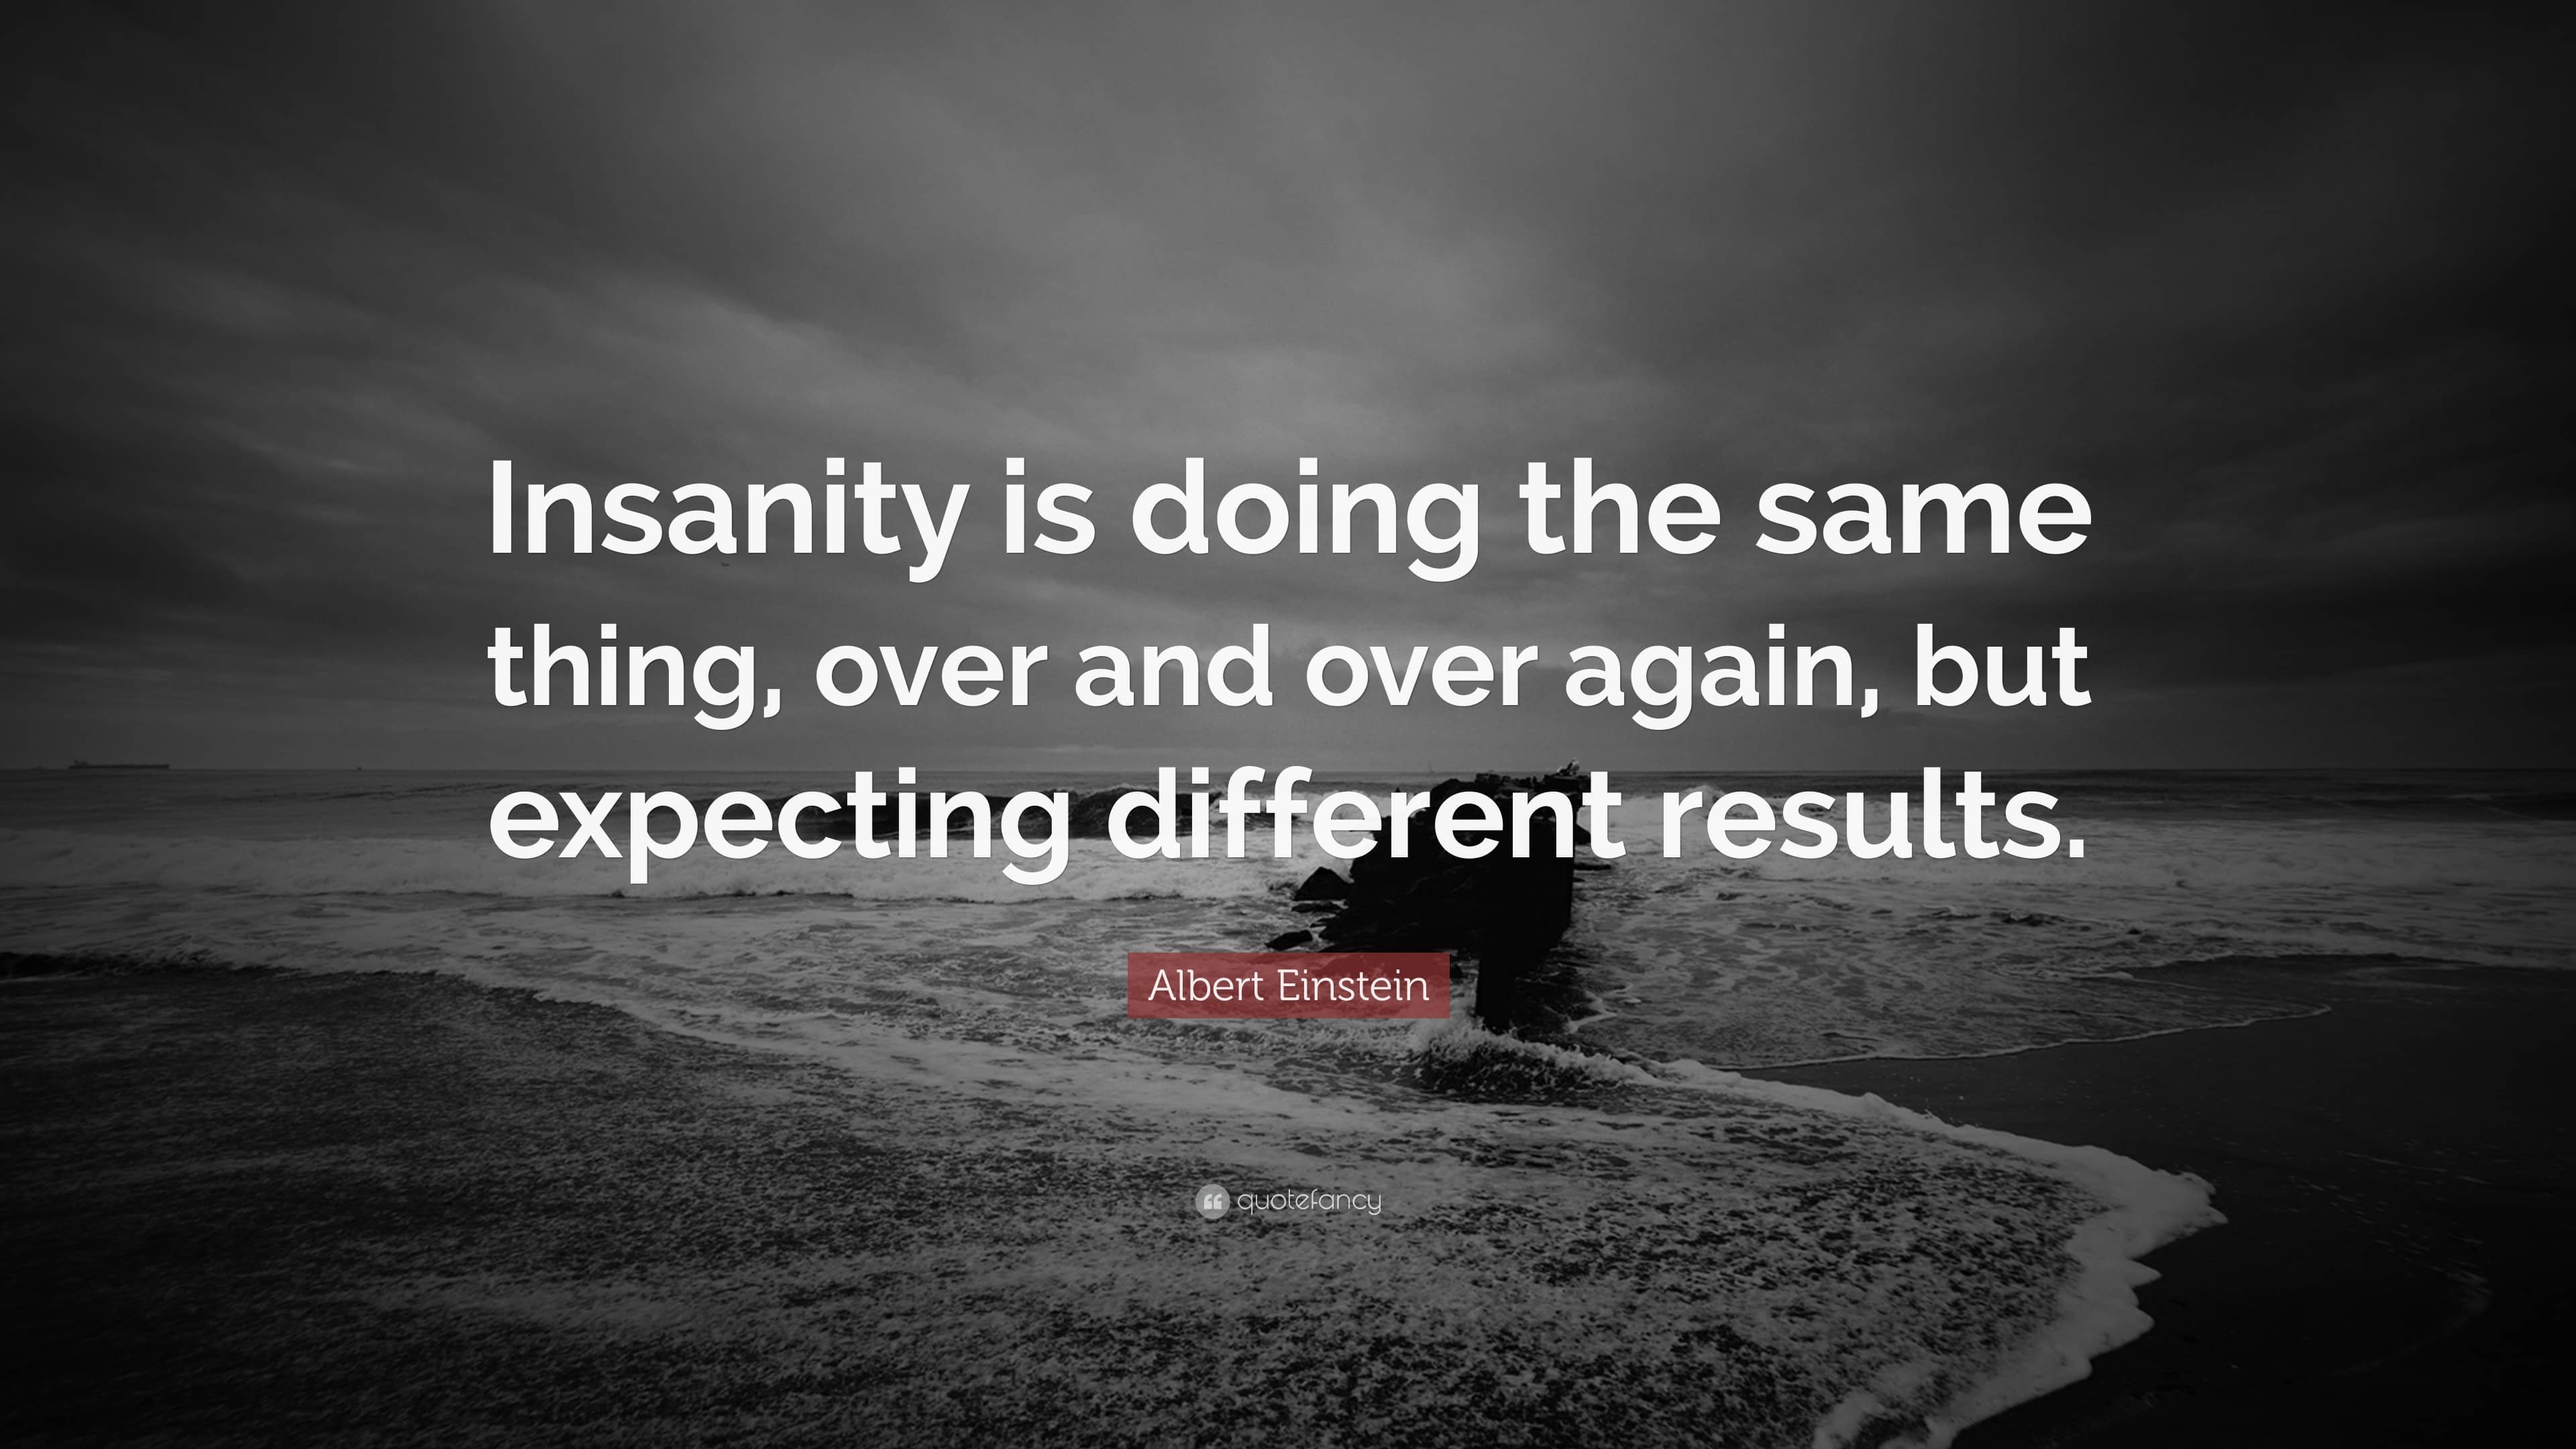 Insanity is doing the same
thing, over and over again, but
expecting different results.
Albert Einstein
quotefancy